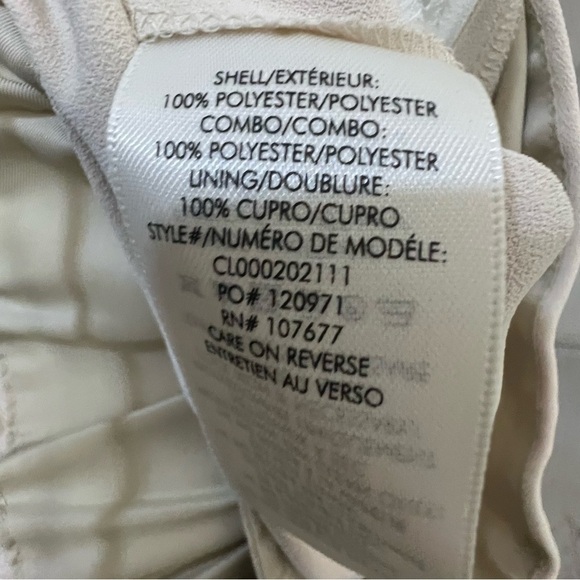 SHELL/EXTÉRIEUR:
100% POLYESTER/POLYESTER
COMBO/COMBO:
100% POLYESTER/POLYESTER
LINING/DOUBLURE:
100% CUPRO/CUPRO
STYLE#/NUMÉRO DE MODÉLE:
CL000202111
PO# 120971
RN# 107677
CARE ON REVERSE
ENTRETIEN AU VERSO